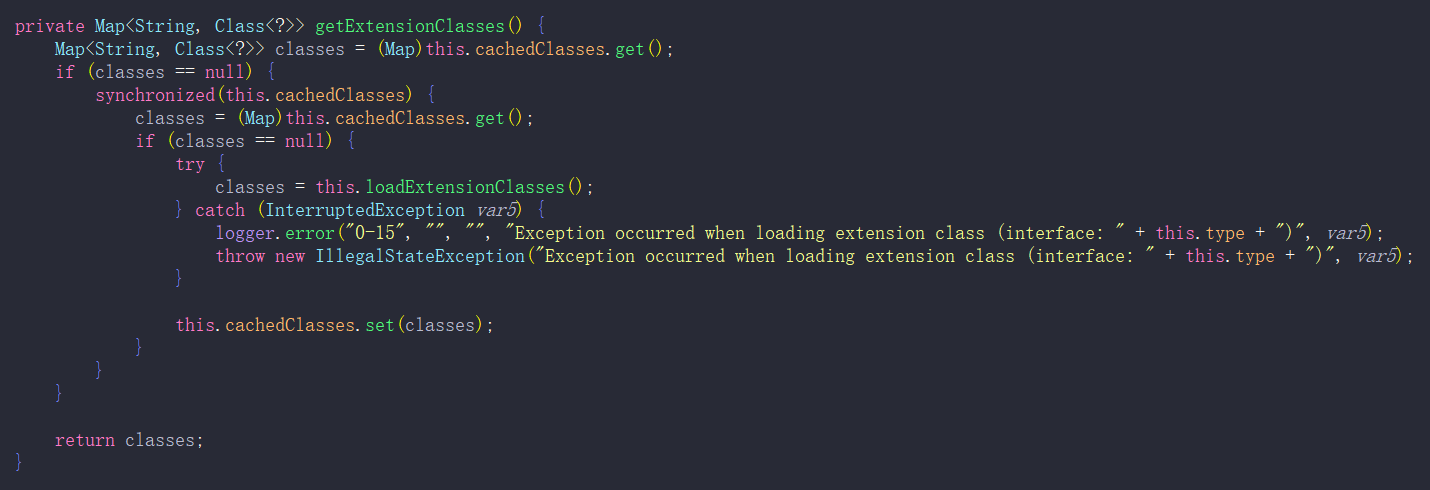 private Map<String, Class<?>> getExtensionClasses() {
    Map<String, Class<?>> classes = (Map)this.cachedClasses.get();
    if (classes == null) {
        synchronized(this.cachedClasses) {
            classes = (Map)this.cachedClasses.get();
            if (classes == null) {
                try {
                    classes = this.loadExtensionClasses();
                } catch (InterruptedException var5) {
                    logger.error("0-15", "", "", "Exception occurred when loading extension class (interface: " + this.type + ")", var5);
                    throw new IllegalStateException("Exception occurred when loading extension class (interface: " + this.type + ")", var5);
                }

                this.cachedClasses.set(classes);
            }
        }
    }

    return classes;
}